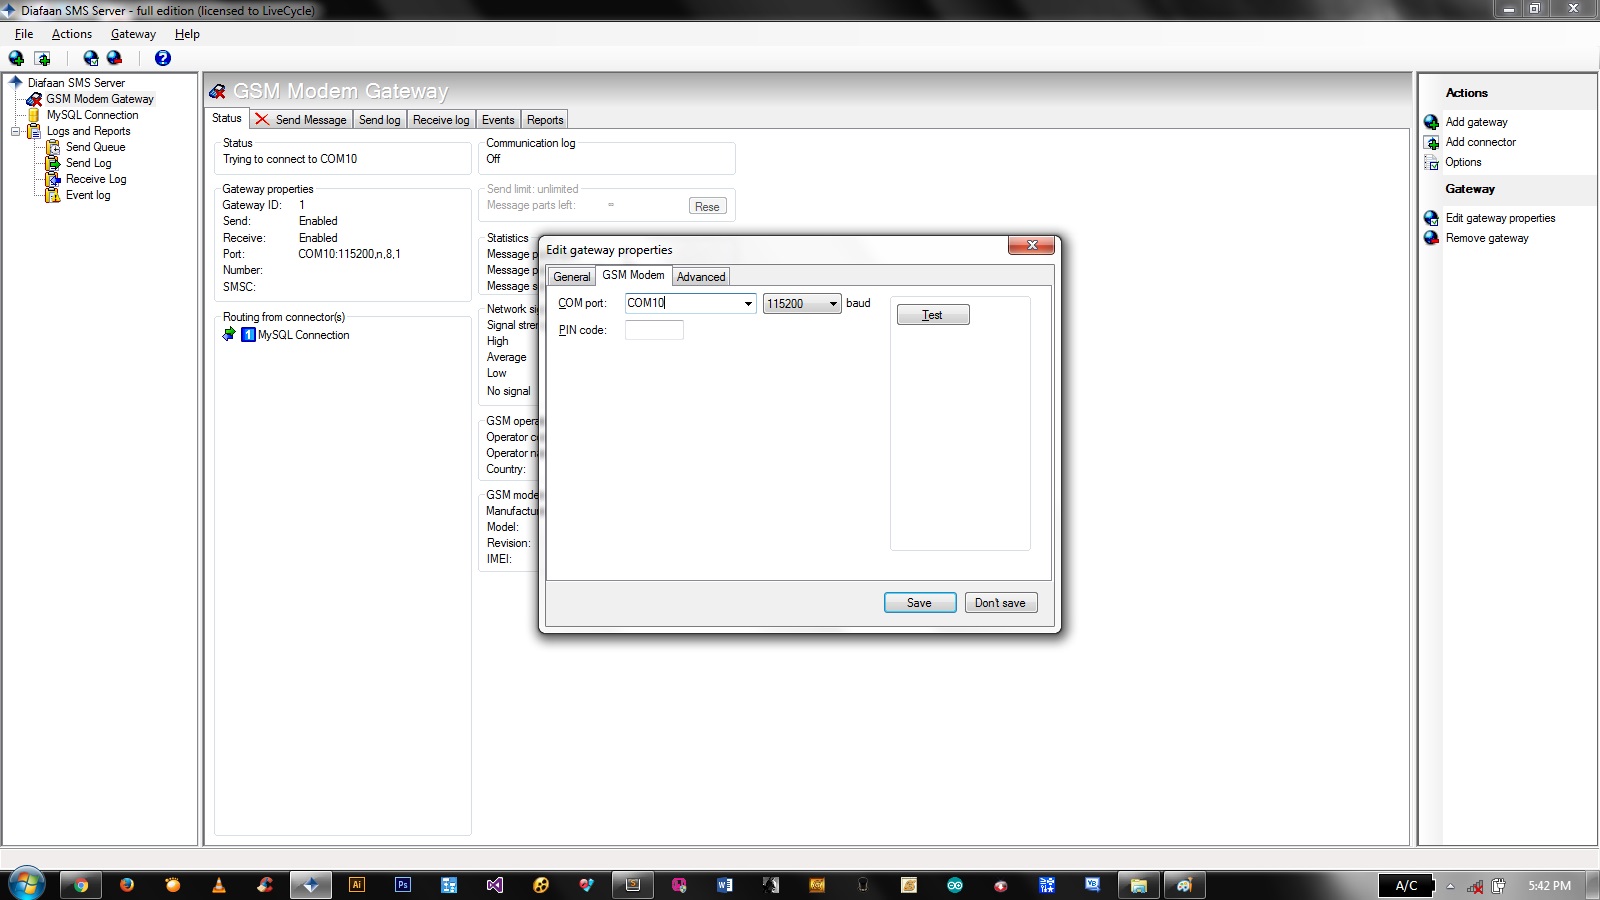 Diafaan SMS Server - full edition (licensed to LiveCycle)
File Actions Gateway Help
Diafaan SMS Server
GSM Modem Gateway
MySQL Connection
Logs and Reports
Send Queue
Send Log
Receive Log
Event log
GSM Modem Gateway
Status Send Message Send log Receive log Events Reports
Status
Trying to connect to COM10
Gateway properties
Gateway ID: 1
Send: Enabled
Receive: Enabled
Port: COM10:115200,n,8,1
Number:
SMSC:
Routing from connector(s)
1 MySQL Connection
Communication log
Off
Send limit: unlimited
Message parts left: Rese
Statistics
Message p
Message p
Message s
Network si
Signal stre
High
Average
Low
No signal
GSM opera
Operator c
Operator n
Country:
GSM mode
Manufactu
Model:
Revision:
IMEI:
Edit gateway properties
General GSM Modem Advanced
COM port: COM10 115200 baud
PIN code:
Test
Save Don't save
Actions
Add gateway
Add connector
Options
Gateway
Edit gateway properties
Remove gateway
Ai Ps
A/C 5:42 PM